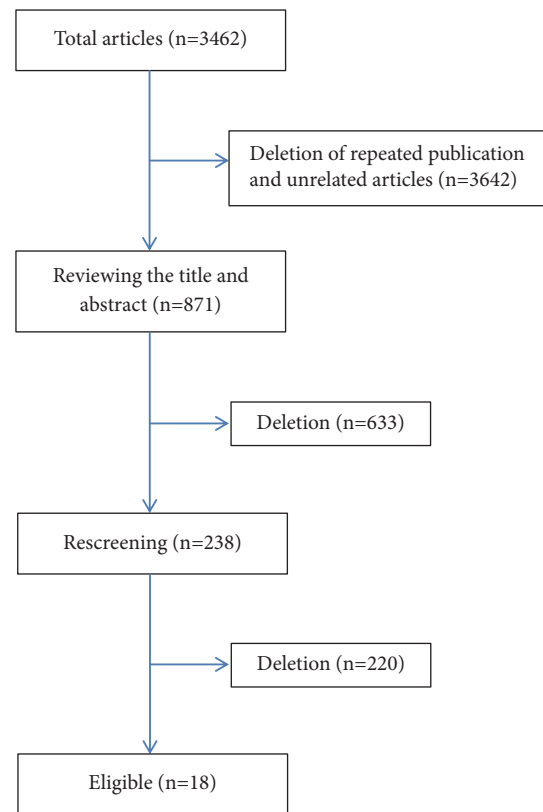 Total articles (n=3462)
Deletion of repeated publication
and unrelated articles (n=3642)
Reviewing the title and
abstract (n=871)
Deletion (n=633)
Rescreening (n=238)
Deletion (n=220)
Eligible (n=18)